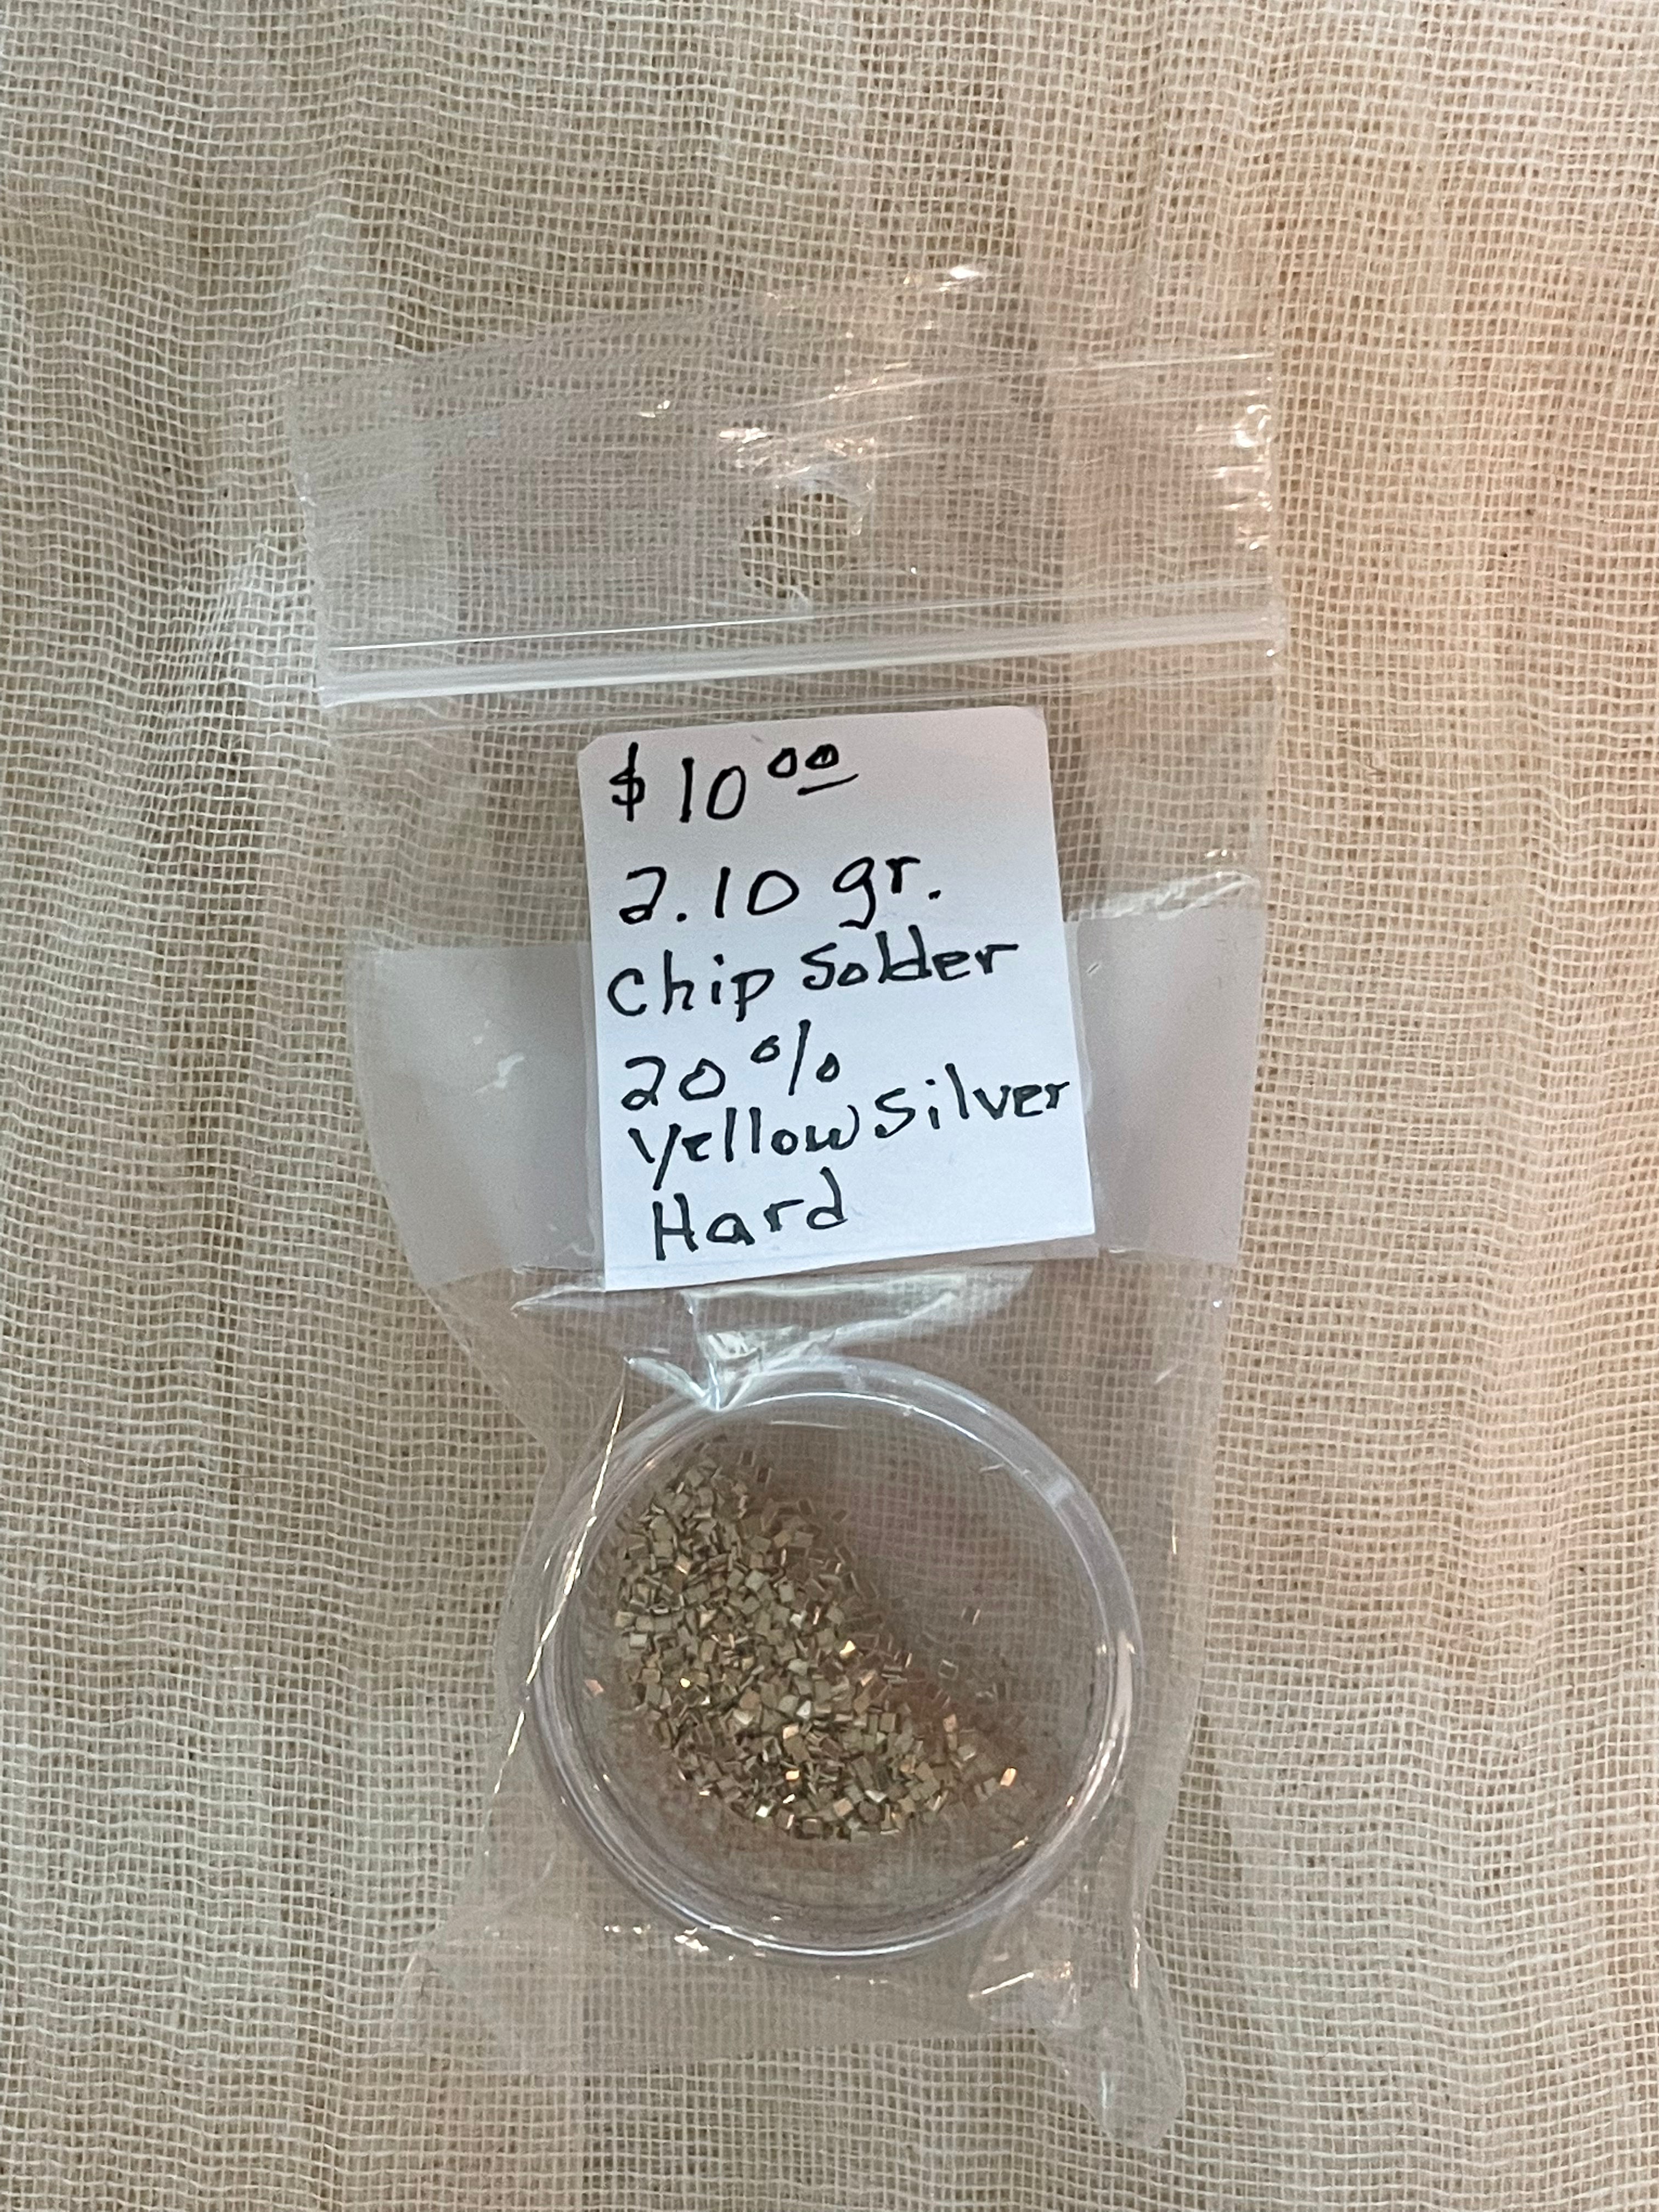 $10 00
2.10 gr.
Chip Solder
20%
Yellow Silver
Hard